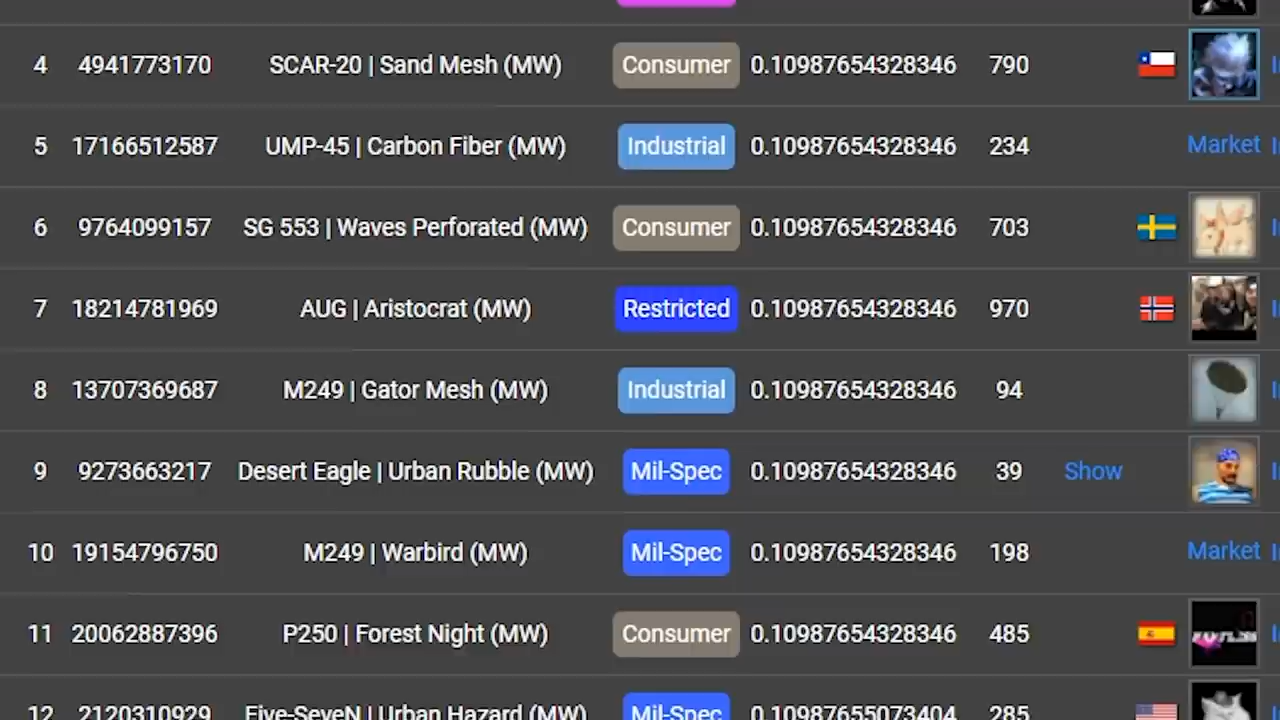 4 4941773170 SCAR-20 | Sand Mesh (MW) Consumer 0.10987654328346 790
5 17166512587 UMP-45 | Carbon Fiber (MW) Industrial 0.10987654328346 234 Market
6 9764099157 SG 553 | Waves Perforated (MW) Consumer 0.10987654328346 703
7 18214781969 AUG | Aristocrat (MW) Restricted 0.10987654328346 970
8 13707369687 M249 | Gator Mesh (MW) Industrial 0.10987654328346 94
9 9273663217 Desert Eagle | Urban Rubble (MW) Mil-Spec 0.10987654328346 39 Show
10 19154796750 M249 | Warbird (MW) Mil-Spec 0.10987654328346 198 Market
11 20062887396 P250 | Forest Night (MW) Consumer 0.10987654328346 485
12 2120310929 Five-SeveN | Urban Hazard (MW) Mil-Spec 0.10987655073404 285